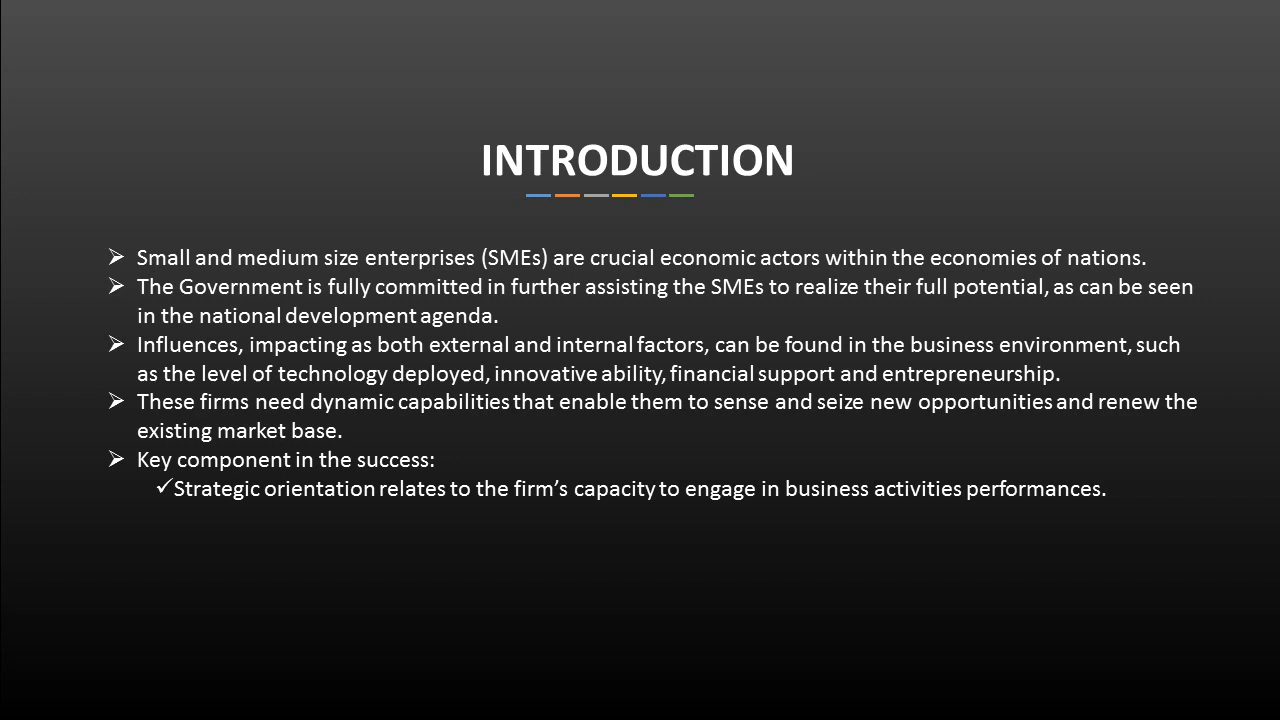 INTRODUCTION
➢ Small and medium size enterprises (SMEs) are crucial economic actors within the economies of nations.
➢ The Government is fully committed in further assisting the SMEs to realize their full potential, as can be seen
in the national development agenda.
➢ Influences, impacting as both external and internal factors, can be found in the business environment, such
as the level of technology deployed, innovative ability, financial support and entrepreneurship.
➢ These firms need dynamic capabilities that enable them to sense and seize new opportunities and renew the
existing market base.
➢ Key component in the success:
✓Strategic orientation relates to the firm’s capacity to engage in business activities performances.